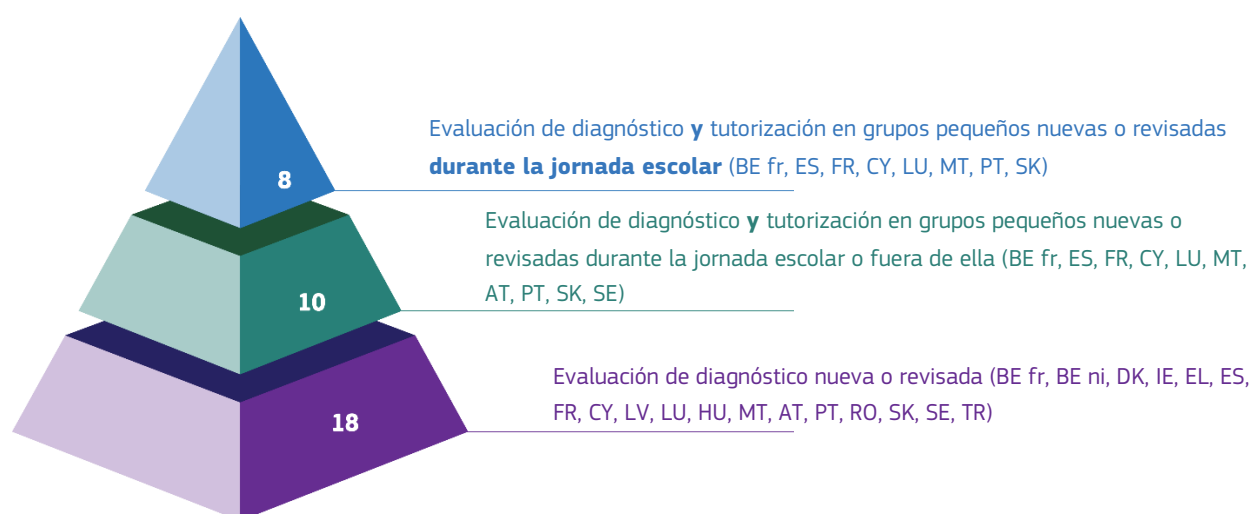 Evaluación de diagnóstico y tutorización en grupos pequeños nuevas o revisadas
durante la jornada escolar (BE fr, ES, FR, CY, LU, MT, PT, SK)
8
Evaluación de diagnóstico y tutorización en grupos pequeños nuevas o
revisadas durante la jornada escolar o fuera de ella (BE fr, ES, FR, CY, LU, MT,
AT, PT, SK, SE)
10
Evaluación de diagnóstico nueva o revisada (BE fr, BE ni, DK, IE, EL, ES,
FR, CY, LV, LU, HU, MT, AT, PT, RO, SK, SE, TR)
18